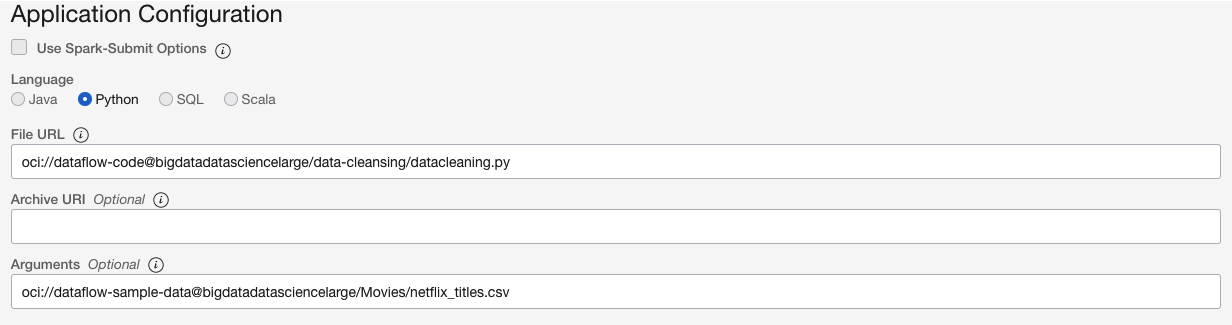 Application Configuration
Use Spark-Submit Options i
Language
Java Python SQL Scala
File URL i
oci://dataflow-code@bigdatadatasciencelarge/data-cleansing/datacleaning.py
Archive URI Optional i
Arguments Optional i
oci://dataflow-sample-data@bigdatadatasciencelarge/Movies/netflix_titles.csv